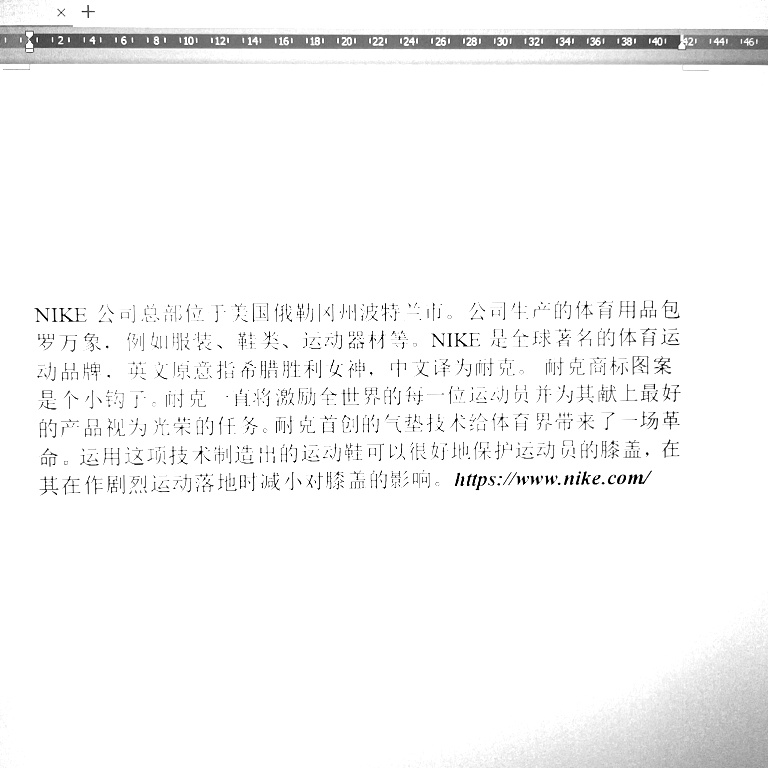 × +
2 4 6 8 10 12 14 16 18 20 22 24 26 28 30 32 34 36 38 40 42 44 46
NIKE 公司总部位于美国俄勒冈州波特兰市。公司生产的体育用品包
罗万象，例如服装、鞋类、运动器材等。NIKE 是全球著名的体育运
动品牌，英文原意指希腊胜利女神，中文译为耐克。 耐克商标图案
是个小钩子。耐克一直将激励全世界的每一位运动员并为其献上最好
的产品视为光荣的任务。耐克首创的气垫技术给体育界带来了一场革
命。运用这项技术制造出的运动鞋可以很好地保护运动员的膝盖，在
其在作剧烈运动落地时减小对膝盖的影响。https://www.nike.com/